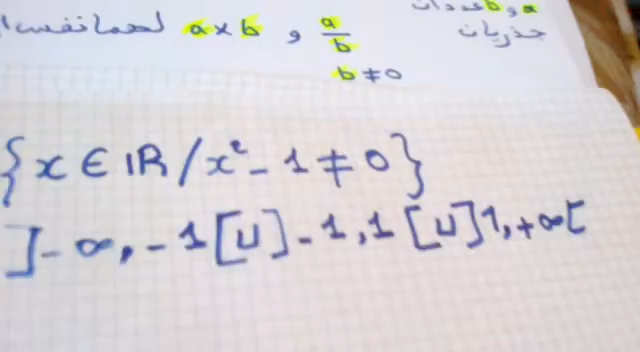 a و b عددان
جذريان a/b و a×b لهما نفس
b≠0
{x∈IR/x²-1≠0}
]-∞,-1[U]-1,1[U]1,+∞[